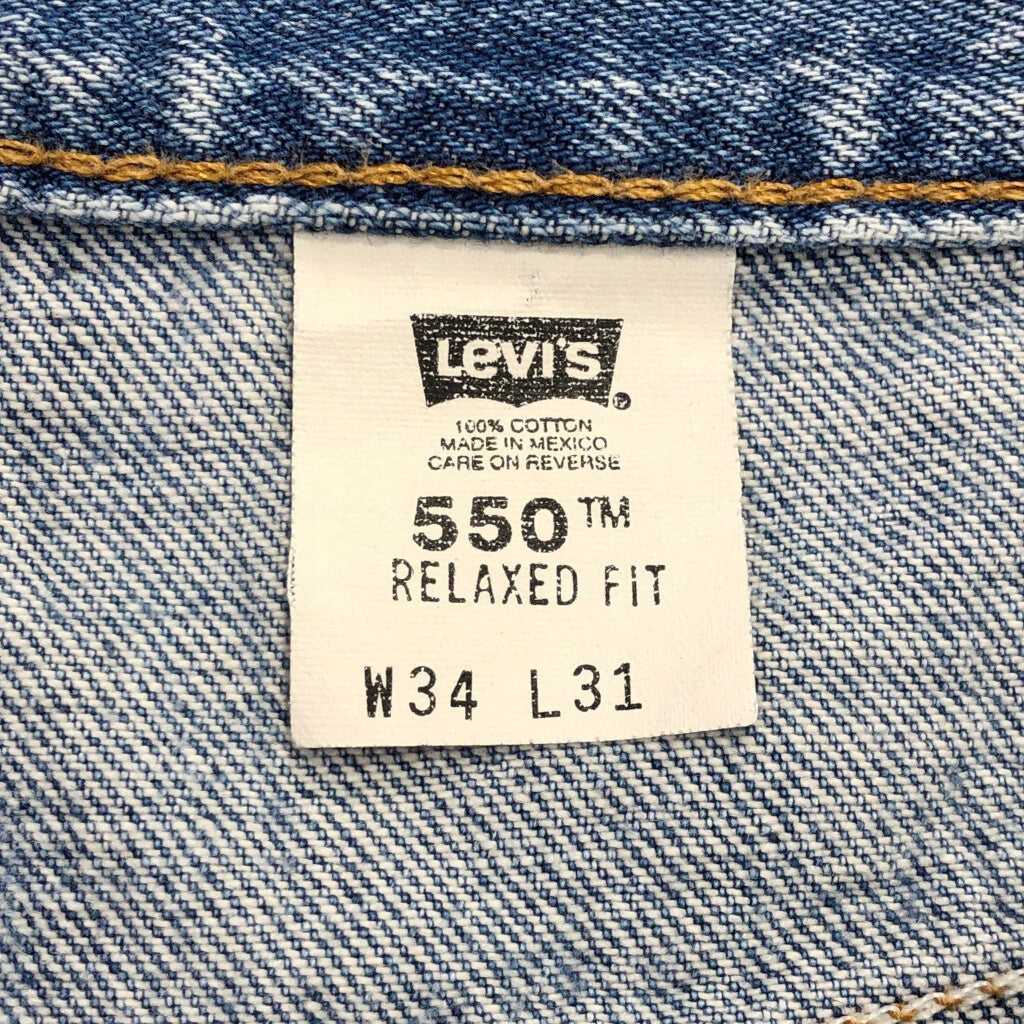 LEVI'S®
100% COTTON
MADE IN MEXICO
CARE ON REVERSE
550™
RELAXED FIT
W34 L31